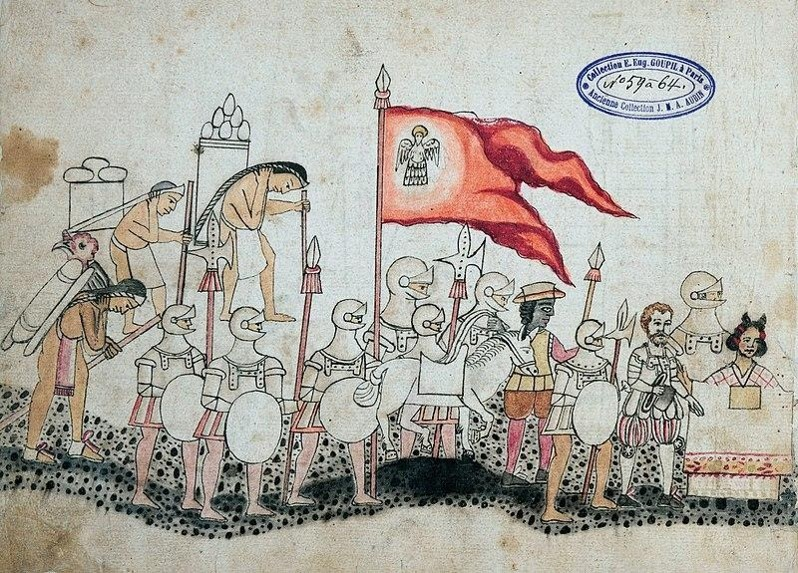 Collection E. Eug. GOUPIL à Paris
N° 59 à 64.
Ancienne Collection J. M. A. AUBIN